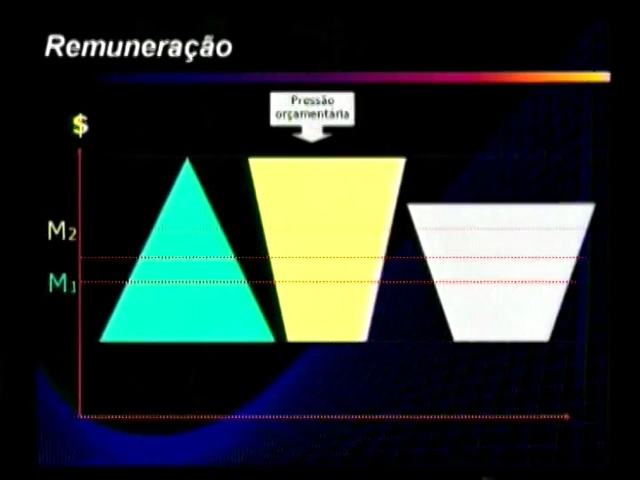 Remuneração
Pressão
orçamentária
$
M₂
M₁